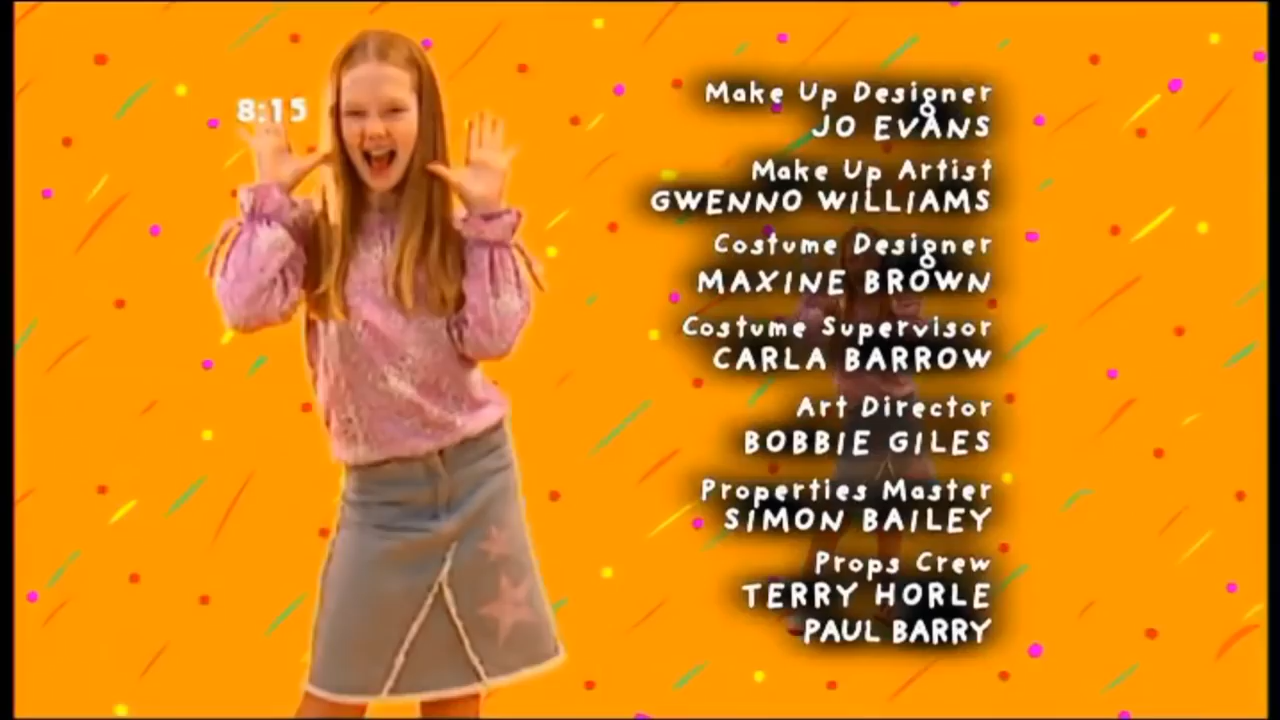 8:15
Make Up Designer
JO EVANS
Make Up Artist
GWENNO WILLIAMS
Costume Designer
MAXINE BROWN
Costume Supervisor
CARLA BARROW
Art Director
BOBBIE GILES
Properties Master
SIMON BAILEY
Props Crew
TERRY HORLE
PAUL BARRY